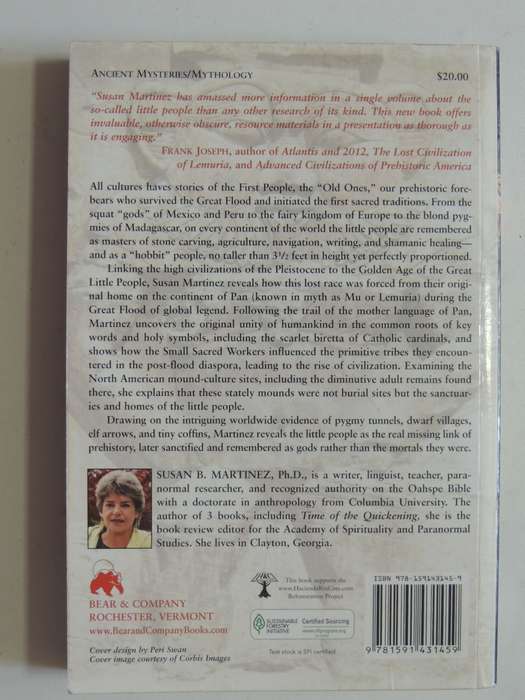 ANCIENT MYSTERIES/MYTHOLOGY $20.00
"Susan Martinez has amassed more information in a single volume about the
so-called little people than any other research of its kind. This new book offers
invaluable, otherwise obscure, resource materials in a presentation as thorough as
it is engaging."
FRANK JOSEPH, author of Atlantis and 2012, The Lost Civilization
of Lemuria, and Advanced Civilizations of Prehistoric America
All cultures haves stories of the First People, the "Old Ones," our prehistoric fore-
bears who survived the Great Flood and initiated the first sacred traditions. From the
squat "gods" of Mexico and Peru to the fairy kingdom of Europe to the blond pyg-
mies of Madagascar, on every continent of the world the little people are remembered
as masters of stone carving, agriculture, navigation, writing, and shamanic healing—
and as a "hobbit" people, no taller than 3½ feet in height yet perfectly proportioned.
Linking the high civilizations of the Pleistocene to the Golden Age of the Great
Little People, Susan Martinez reveals how this lost race was forced from their origi-
nal home on the continent of Pan (known in myth as Mu or Lemuria) during the
Great Flood of global legend. Following the trail of the mother language of Pan,
Martinez uncovers the original unity of humankind in the common roots of key
words and holy symbols, including the scarlet biretta of Catholic cardinals, and
shows how the Small Sacred Workers influenced the primitive tribes they encoun-
tered in the post-flood diaspora, leading to the rise of civilization. Examining the
North American mound-culture sites, including the diminutive adult remains found
there, she explains that these stately mounds were not burial sites but the sanctuar-
ies and homes of the little people.
Drawing on the intriguing worldwide evidence of pygmy tunnels, dwarf villages,
elf arrows, and tiny coffins, Martinez reveals the little people as the real missing link of
prehistory, later sanctified and remembered as gods rather than the mortals they were.
SUSAN B. MARTINEZ, Ph.D., is a writer, linguist, teacher, para-
normal researcher, and recognized authority on the Oahspe Bible
with a doctorate in anthropology from Columbia University. The
author of 3 books, including Time of the Quickening, she is the
book review editor for the Academy of Spirituality and Paranormal
Studies. She lives in Clayton, Georgia.
BEAR & COMPANY
ROCHESTER, VERMONT
www.BearandCompanyBooks.com
Cover design by Peri Swan
Cover image courtesy of Corbis Images
This book supports the
Reforestation Project
SUSTAINABLE
FORESTRY
INITIATIVE
Certified Sourcing
www.sfiprogram.org
Text stock is SFI certified
ISBN 978-159143145-9
9 781591 431459